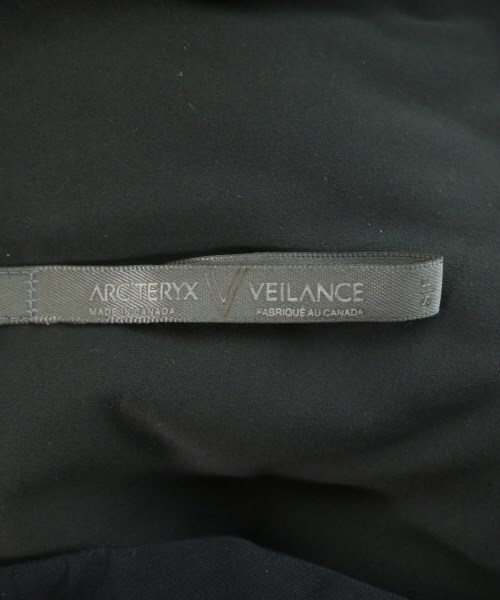 ARC'TERYX V VEILANCE
MADE IN CANADA FABRIQUÉ AU CANADA